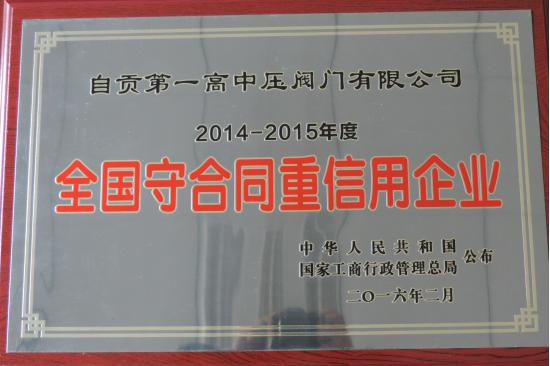 自贡第一高中压阀门有限公司
2014-2015年度
全国守合同重信用企业
中华人民共和国
国家工商行政管理总局 公布
二〇一六年二月